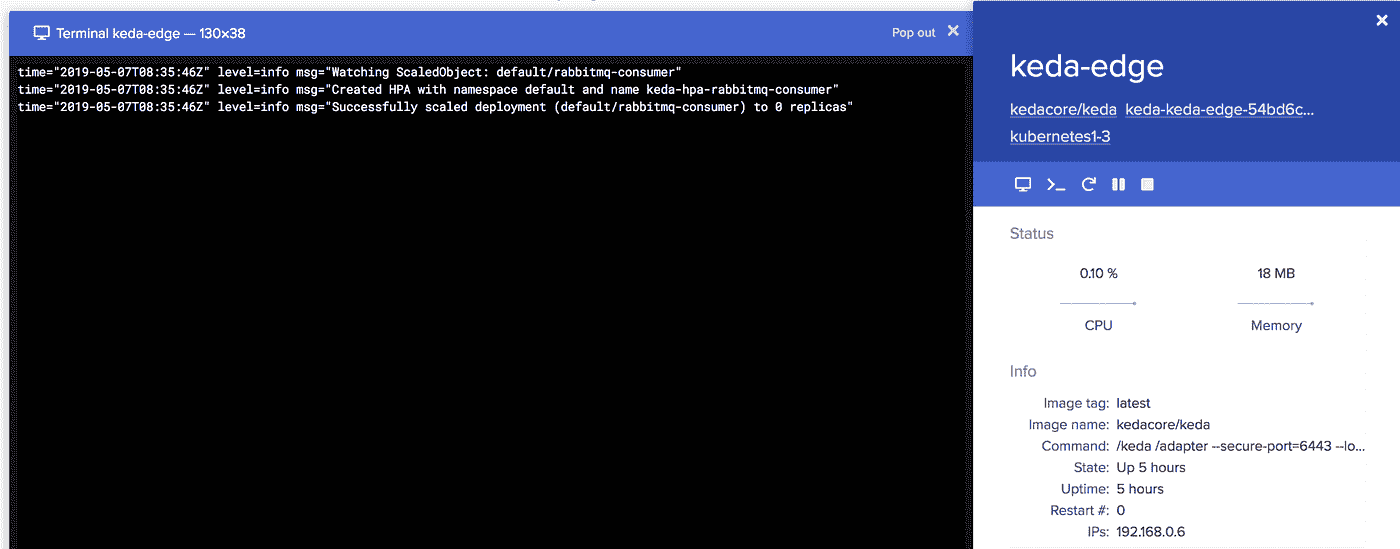 Terminal keda-edge — 130×38
Pop out
time="2019-05-07T08:35:46Z" level=info msg="Watching ScaledObject: default/rabbitmq-consumer"
time="2019-05-07T08:35:46Z" level=info msg="Created HPA with namespace default and name keda-hpa-rabbitmq-consumer"
time="2019-05-07T08:35:46Z" level=info msg="Successfully scaled deployment (default/rabbitmq-consumer) to 0 replicas"
keda-edge
kedacore/keda keda-keda-edge-54bd6c...
kubernetes1-3
Status
0.10 % 18 MB
CPU Memory
Info
Image tag: latest
Image name: kedacore/keda
Command: /keda /adapter --secure-port=6443 --lo...
State: Up 5 hours
Uptime: 5 hours
Restart #: 0
IPs: 192.168.0.6